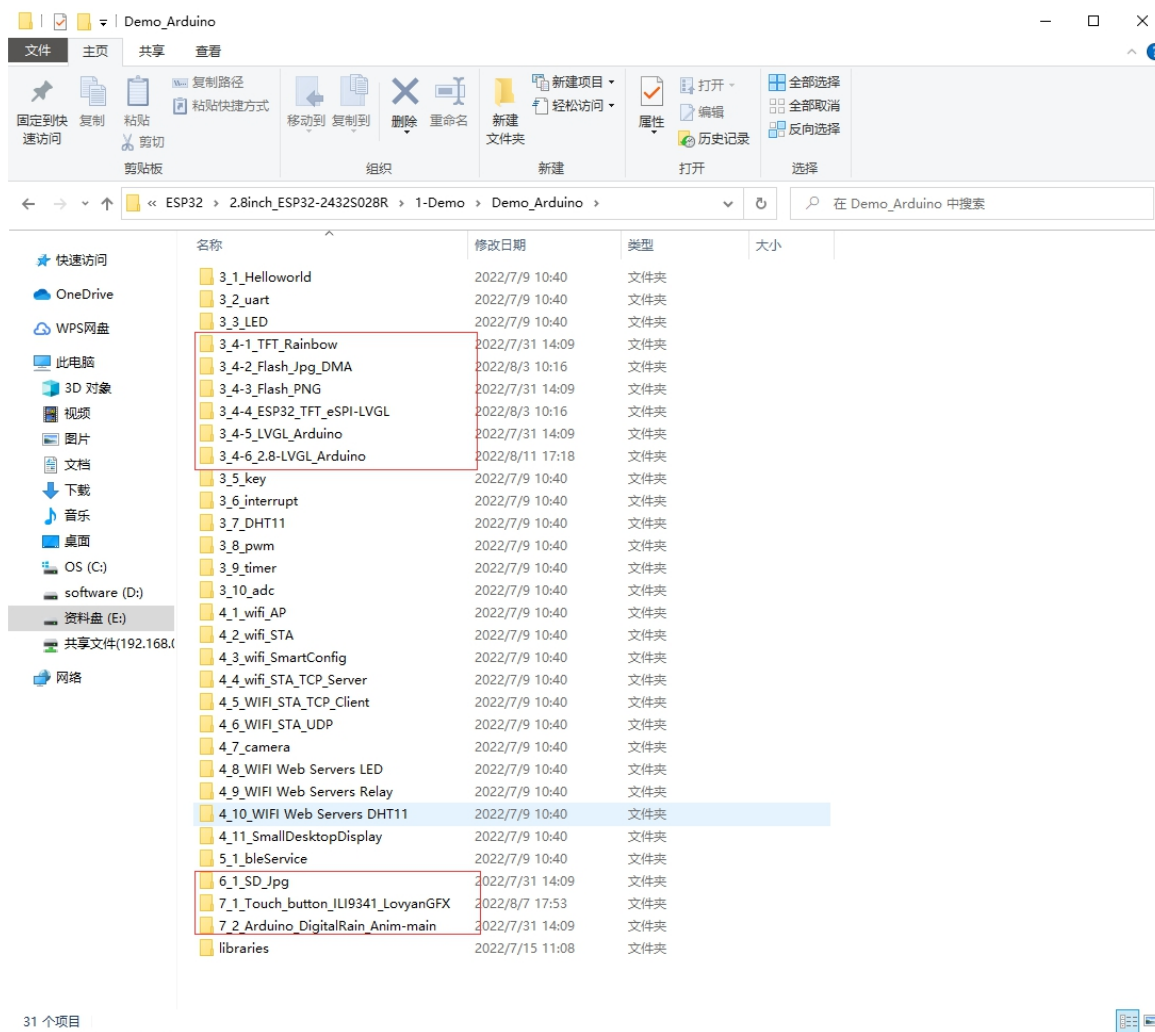 Demo_Arduino
文件 主页 共享 查看
固定到快速访问
复制
粘贴
复制路径
粘贴快捷方式
剪切
剪贴板
移动到 复制到 删除 重命名
组织
新建文件夹
新建项目
轻松访问
新建
属性
打开
编辑
历史记录
打开
全部选择
全部取消
反向选择
选择
« ESP32 › 2.8inch_ESP32-2432S028R › 1-Demo › Demo_Arduino ›
在 Demo_Arduino 中搜索
快速访问
OneDrive
WPS网盘
此电脑
3D 对象
视频
图片
文档
下载
音乐
桌面
OS (C:)
software (D:)
资料盘 (E:)
共享文件(192.168.
网络
名称 修改日期 类型 大小
3_1_Helloworld 2022/7/9 10:40 文件夹
3_2_uart 2022/7/9 10:40 文件夹
3_3_LED 2022/7/9 10:40 文件夹
3_4-1_TFT_Rainbow 2022/7/31 14:09 文件夹
3_4-2_Flash_Jpg_DMA 2022/8/3 10:16 文件夹
3_4-3_Flash_PNG 2022/7/31 14:09 文件夹
3_4-4_ESP32_TFT_eSPI-LVGL 2022/8/3 10:16 文件夹
3_4-5_LVGL_Arduino 2022/7/31 14:09 文件夹
3_4-6_2.8-LVGL_Arduino 2022/8/11 17:18 文件夹
3_5_key 2022/7/9 10:40 文件夹
3_6_interrupt 2022/7/9 10:40 文件夹
3_7_DHT11 2022/7/9 10:40 文件夹
3_8_pwm 2022/7/9 10:40 文件夹
3_9_timer 2022/7/9 10:40 文件夹
3_10_adc 2022/7/9 10:40 文件夹
4_1_wifi_AP 2022/7/9 10:40 文件夹
4_2_wifi_STA 2022/7/9 10:40 文件夹
4_3_wifi_SmartConfig 2022/7/9 10:40 文件夹
4_4_wifi_STA_TCP_Server 2022/7/9 10:40 文件夹
4_5_WIFI_STA_TCP_Client 2022/7/9 10:40 文件夹
4_6_WIFI_STA_UDP 2022/7/9 10:40 文件夹
4_7_camera 2022/7/9 10:40 文件夹
4_8_WIFI Web Servers LED 2022/7/9 10:40 文件夹
4_9_WIFI Web Servers Relay 2022/7/9 10:40 文件夹
4_10_WIFI Web Servers DHT11 2022/7/9 10:40 文件夹
4_11_SmallDesktopDisplay 2022/7/9 10:40 文件夹
5_1_bleService 2022/7/9 10:40 文件夹
6_1_SD_Jpg 2022/7/31 14:09 文件夹
7_1_Touch_button_ILI9341_LovyanGFX 2022/8/7 17:53 文件夹
7_2_Arduino_DigitalRain_Anim-main 2022/7/31 14:09 文件夹
libraries 2022/7/15 11:08 文件夹
31 个项目